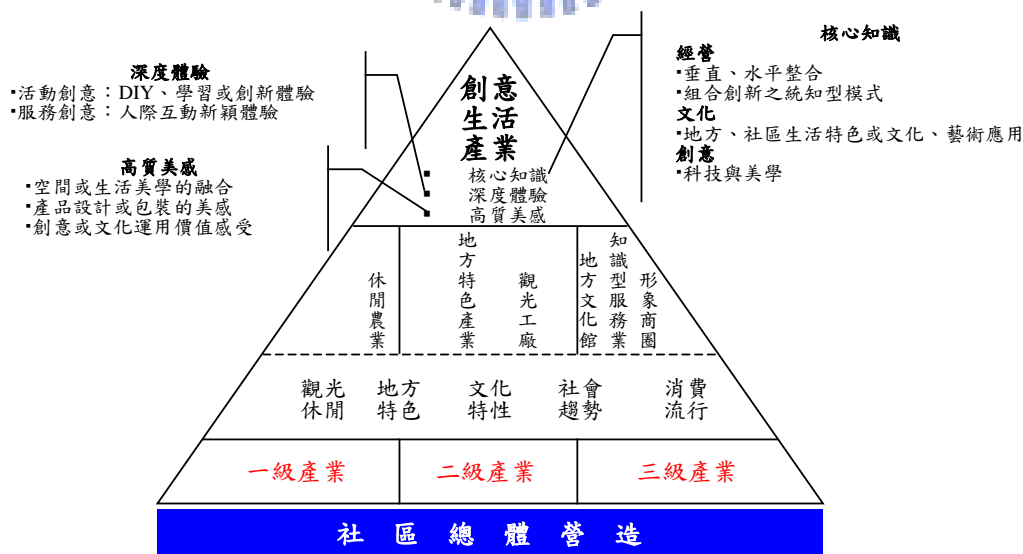 深度體驗
▪活動創意：DIY、學習或創新體驗
▪服務創意：人際互動新穎體驗
高質美感
▪空間或生活美學的融合
▪產品設計或包裝的美感
▪創意或文化運用價值感受
核心知識
經營
▪垂直、水平整合
▪組合創新之統知型模式
文化
▪地方、社區生活特色或文化、藝術應用
創意
▪科技與美學
創意
生活
產業
▪ 核心知識
▪ 深度體驗
▪ 高質美感
休閒農業
地方特色產業
觀光工廠
地方文化館
知識型服務業
形象商圈
觀光
休閒
地方
特色
文化
特性
社會
趨勢
消費
流行
一級產業
二級產業
三級產業
社區總體營造